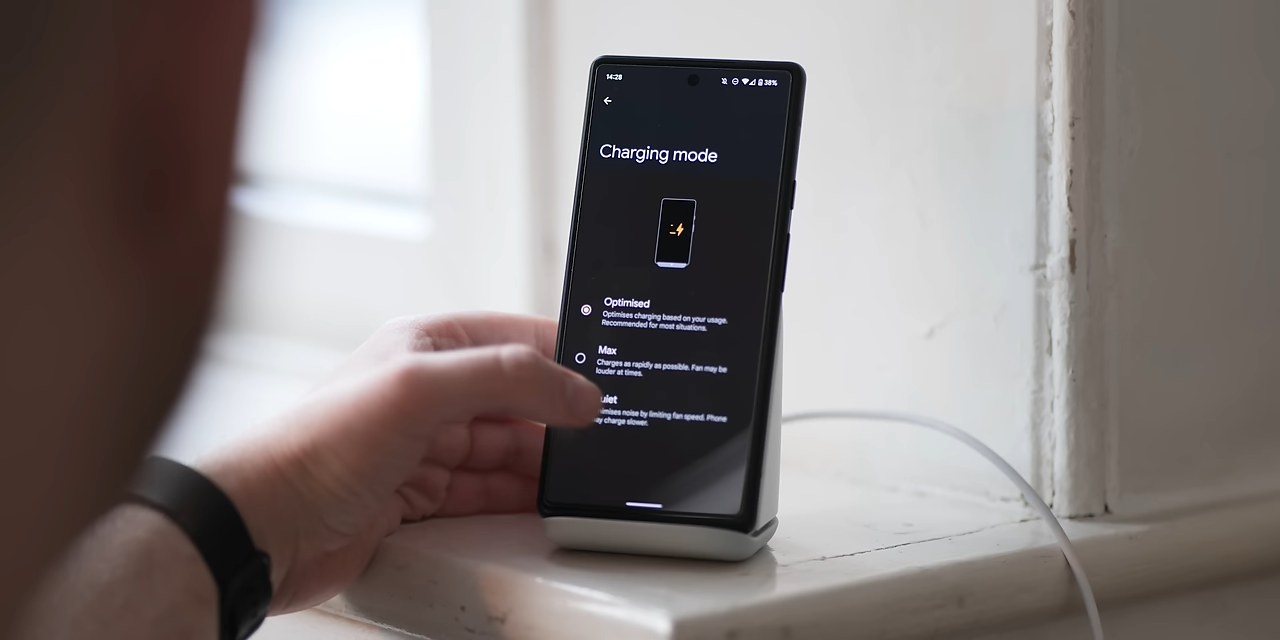 14:28 38%
Charging mode
Optimised
Optimises charging based on your usage.
Recommended for most situations.
Max
Charges as rapidly as possible. Fan may be
louder at times.
uiet
imises noise by limiting fan speed. Phone
charge slower.